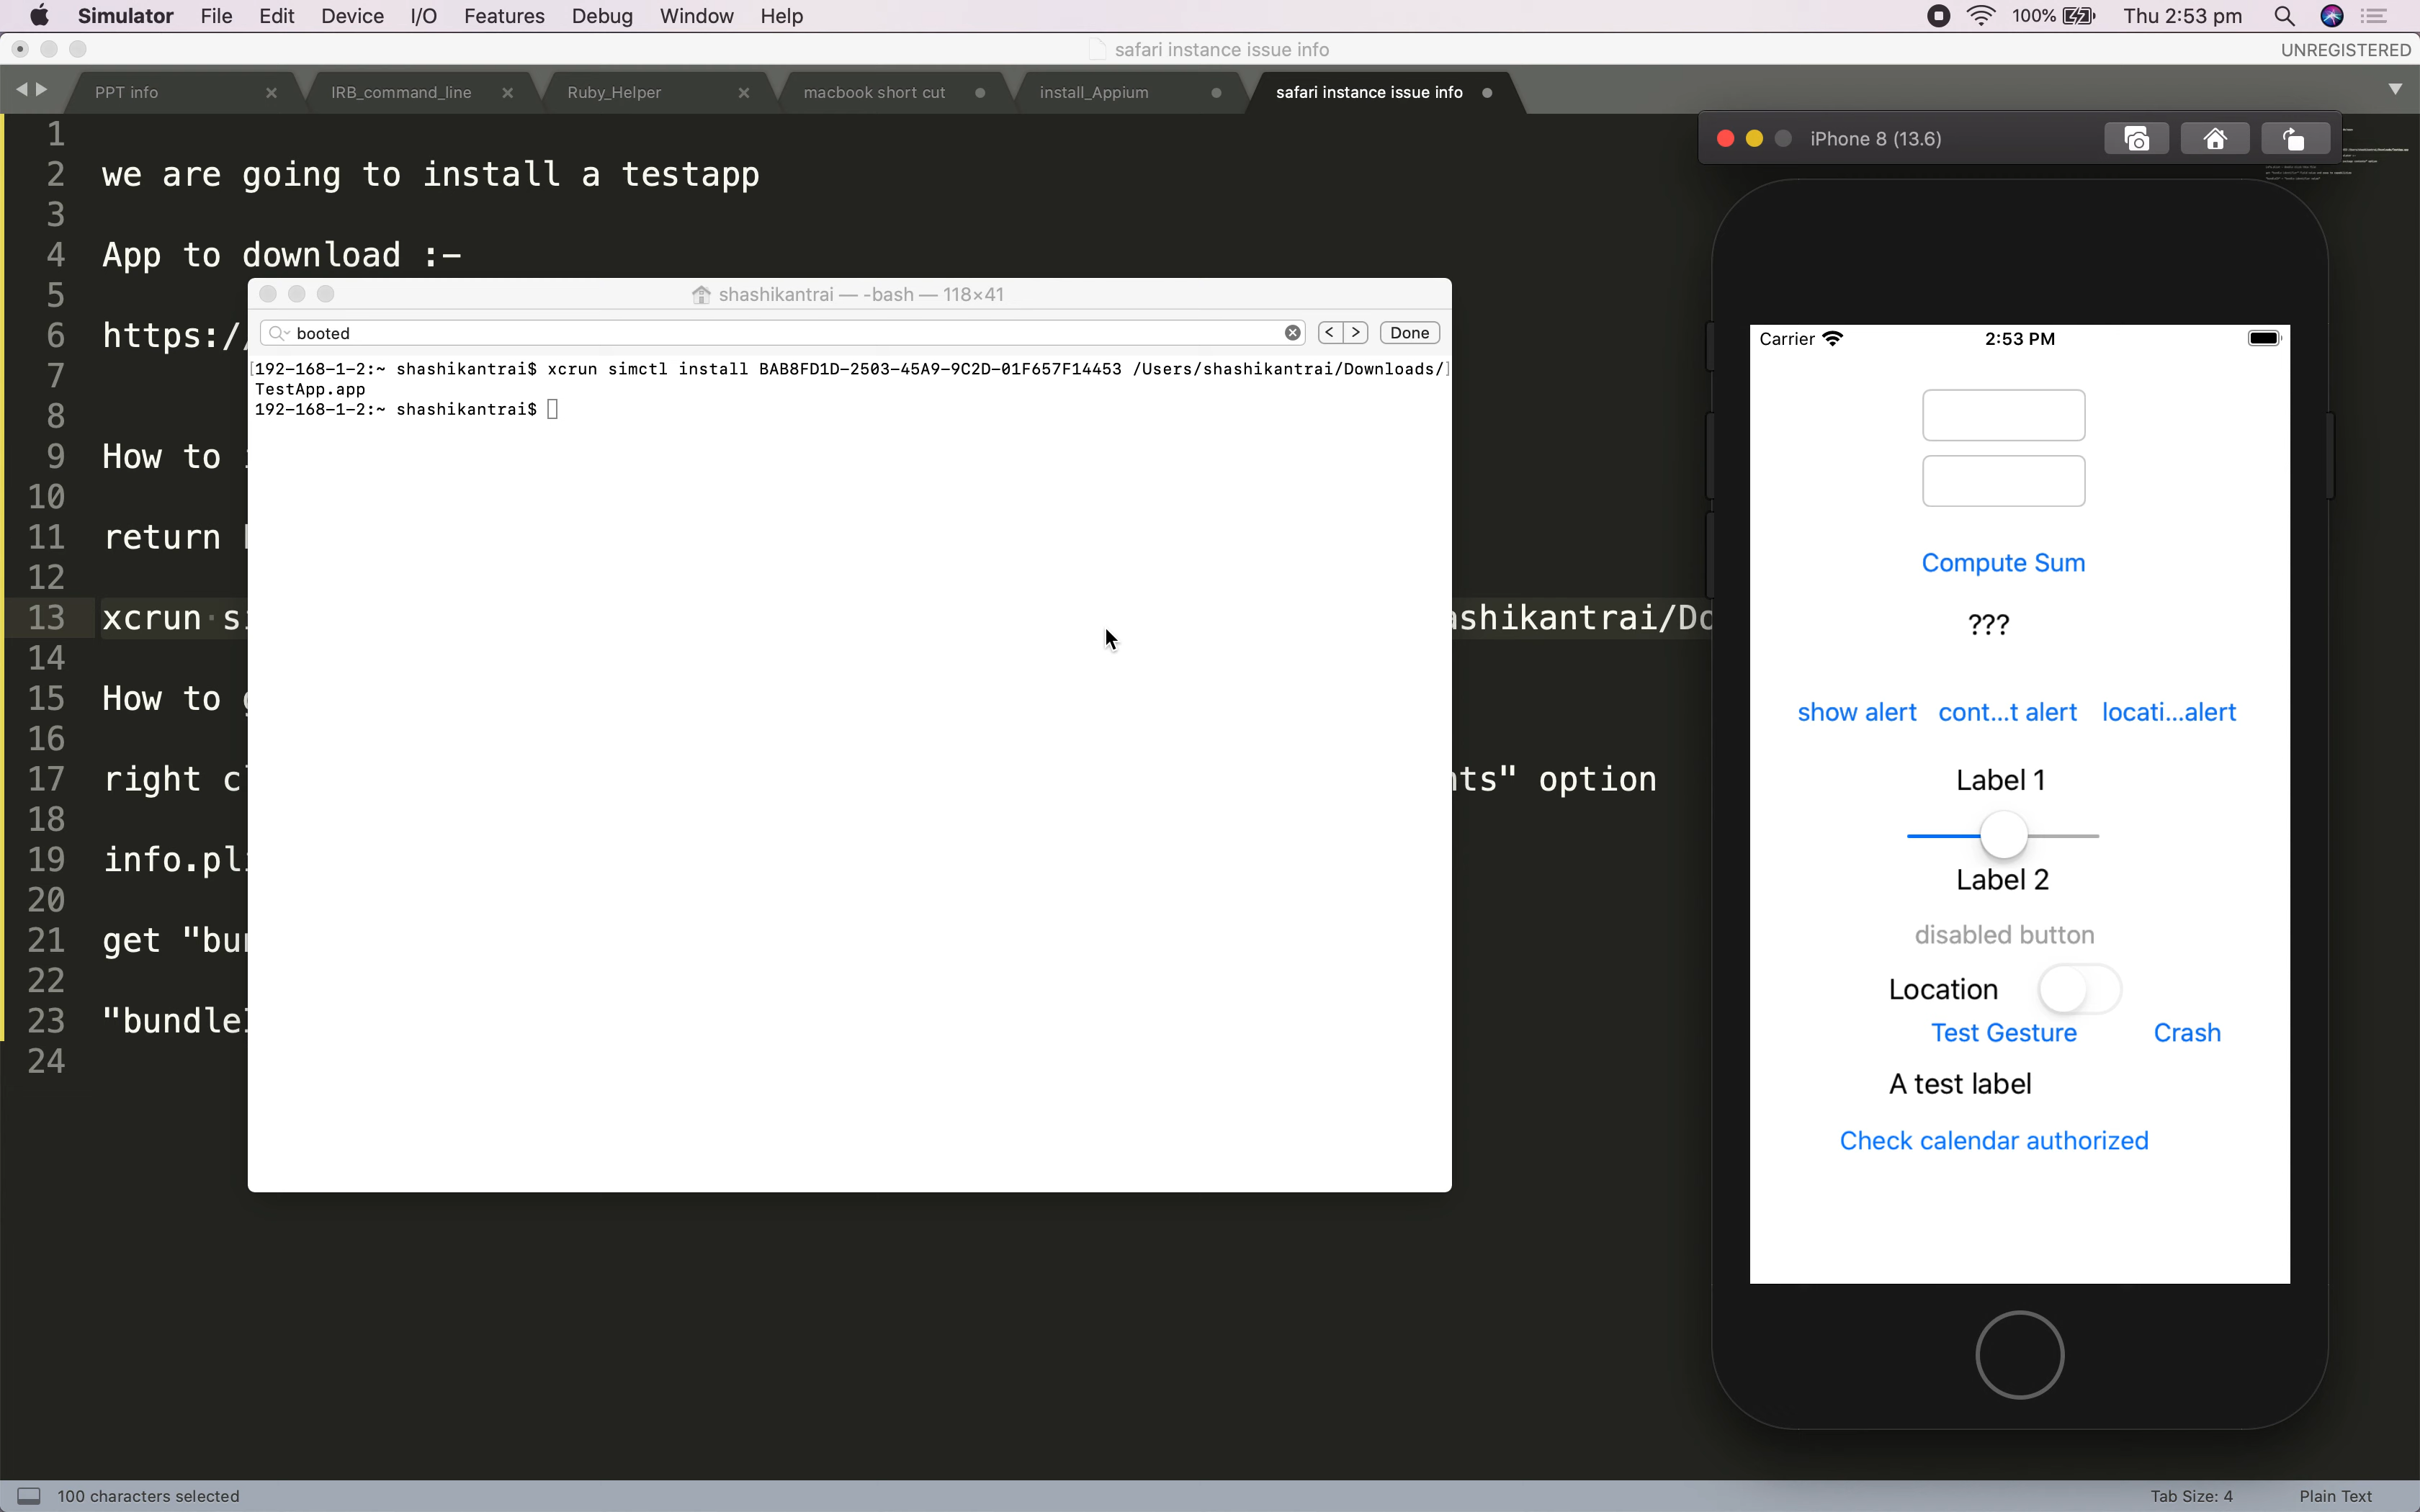 Simulator File Edit Device I/O Features Debug Window Help 100% Thu 2:53 pm
safari instance issue info UNREGISTERED
PPT info IRB_command_line Ruby_Helper macbook short cut install_Appium safari instance issue info
1
2 we are going to install a testapp
3
4 App to download :-
5
6 https:/
7
8
9 How to
10
11 return
12
13 xcrun s ashikantrai/Do
14
15 How to
16
17 right c nts" option
18
19 info.pl
20
21 get "bu
22
23 "bundle
24
shashikantrai — -bash — 118×41
booted Done
192-168-1-2:~ shashikantrai$ xcrun simctl install BAB8FD1D-2503-45A9-9C2D-01F657F14453 /Users/shashikantrai/Downloads/
TestApp.app
192-168-1-2:~ shashikantrai$
iPhone 8 (13.6)
Carrier 2:53 PM
Compute Sum
???
show alert cont...t alert locati...alert
Label 1
Label 2
disabled button
Location
Test Gesture Crash
A test label
Check calendar authorized
100 characters selected Tab Size: 4 Plain Text